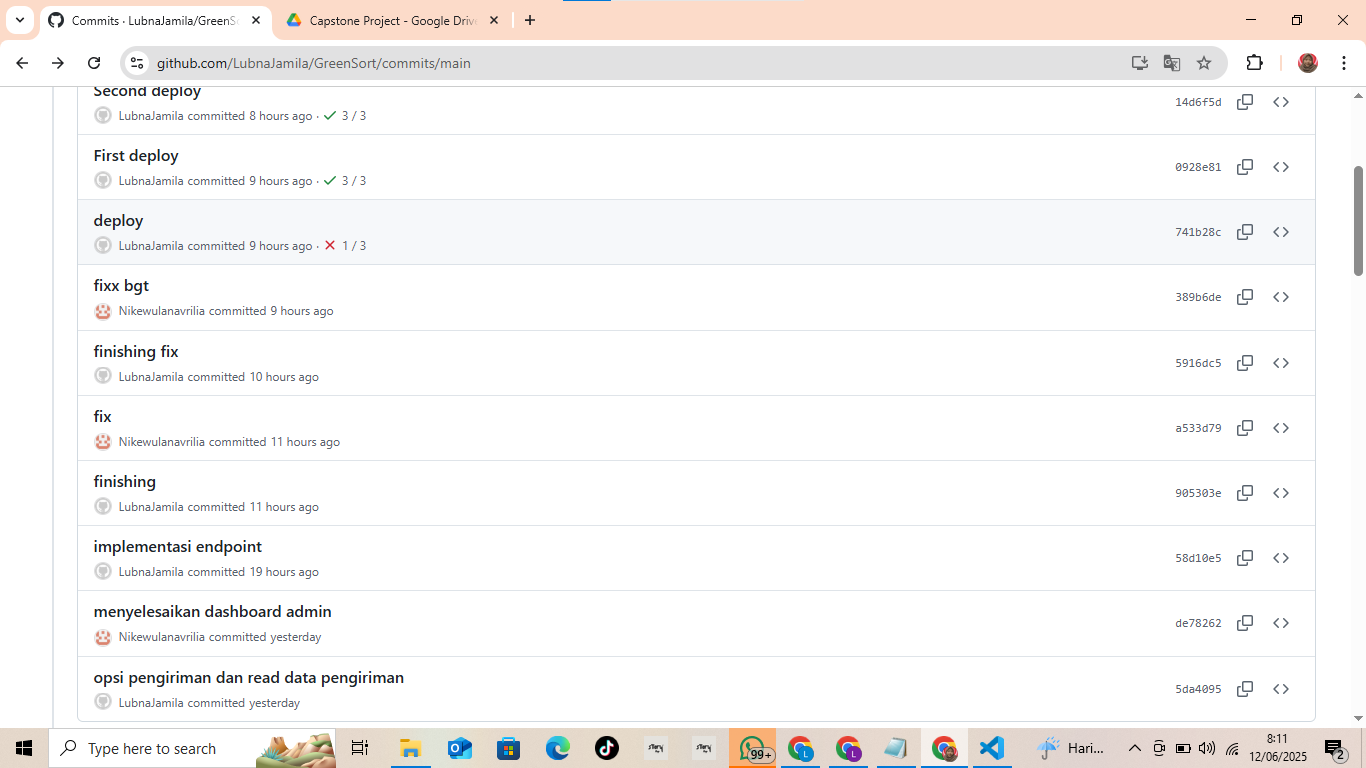 Commits · LubnaJamila/GreenS
Capstone Project - Google Drive
github.com/LubnaJamila/GreenSort/commits/main
Second deploy
14d6f5d
LubnaJamila committed 8 hours ago · 3 / 3
First deploy
0928e81
LubnaJamila committed 9 hours ago · 3 / 3
deploy
741b28c
LubnaJamila committed 9 hours ago · 1 / 3
fixx bgt
389b6de
Nikewulanavrilia committed 9 hours ago
finishing fix
5916dc5
LubnaJamila committed 10 hours ago
fix
a533d79
Nikewulanavrilia committed 11 hours ago
finishing
905303e
LubnaJamila committed 11 hours ago
implementasi endpoint
58d10e5
LubnaJamila committed 19 hours ago
menyelesaikan dashboard admin
de78262
Nikewulanavrilia committed yesterday
opsi pengiriman dan read data pengiriman
5da4095
LubnaJamila committed yesterday
Type here to search
99+
L
L
Hari...
8:11
12/06/2025
2